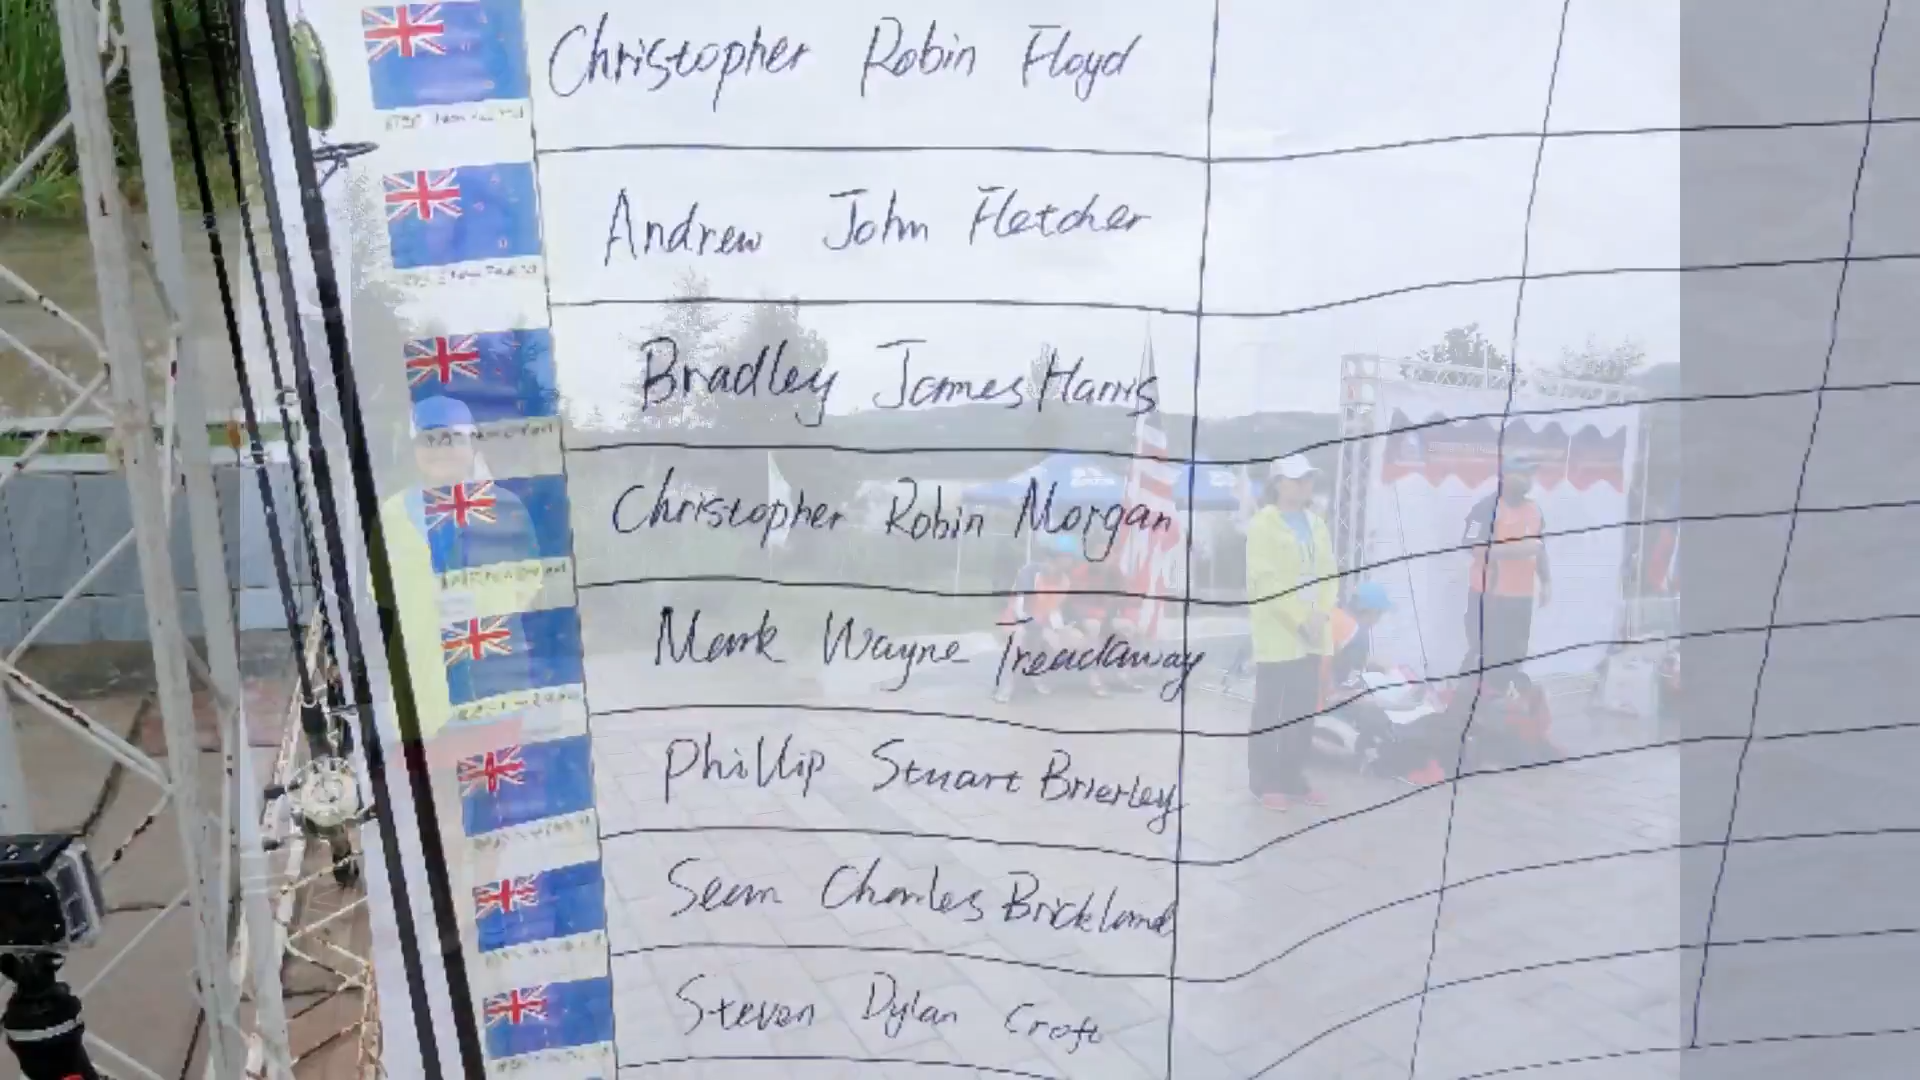 Christopher Robin Floyd
Andrew John Fletcher
Bradley James Harris
Christopher Robin Morgan
Mark Wayne Treadaway
Phillip Stuart Brierley
Sean Charles Brickland
Steven Dylan Croft